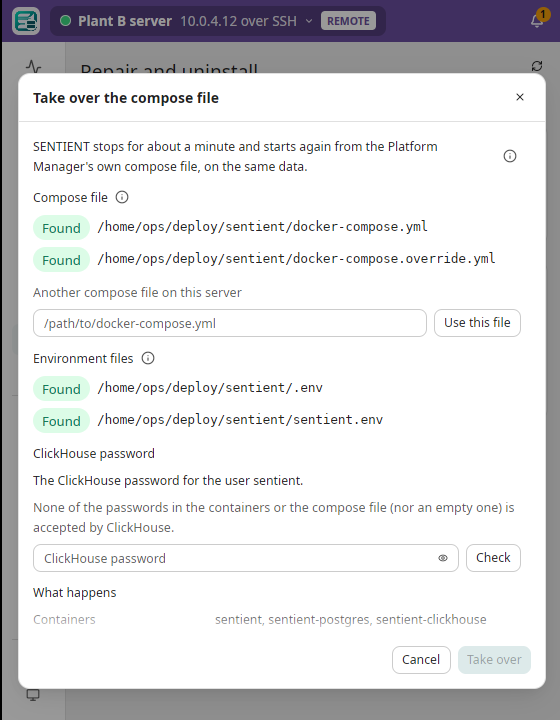 Plant B server 10.0.4.12 over SSH REMOTE
1
Repair and uninstall
Take over the compose file
SENTIENT stops for about a minute and starts again from the Platform
Manager's own compose file, on the same data.
Compose file
Found /home/ops/deploy/sentient/docker-compose.yml
Found /home/ops/deploy/sentient/docker-compose.override.yml
Another compose file on this server
/path/to/docker-compose.yml Use this file
Environment files
Found /home/ops/deploy/sentient/.env
Found /home/ops/deploy/sentient/sentient.env
ClickHouse password
The ClickHouse password for the user sentient.
None of the passwords in the containers or the compose file (nor an empty one) is
accepted by ClickHouse.
ClickHouse password Check
What happens
Containers sentient, sentient-postgres, sentient-clickhouse
Cancel Take over